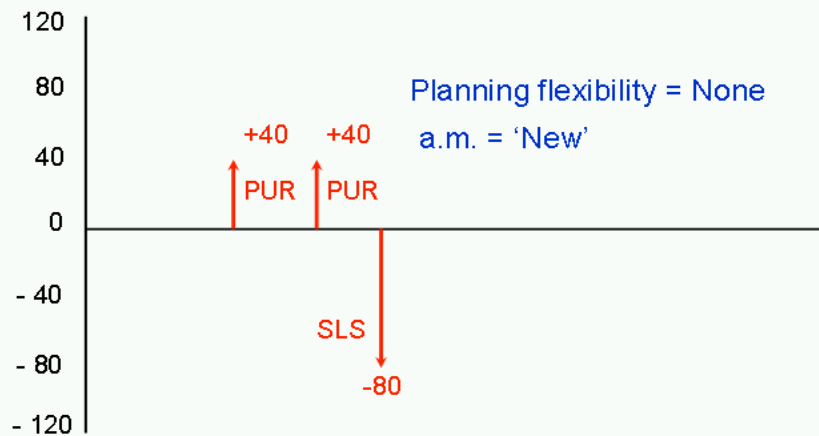 120
80
Planning flexibility = None
+40 +40
a.m. = ‘New’
40
PUR PUR
0
- 40
SLS
- 80
-80
- 120